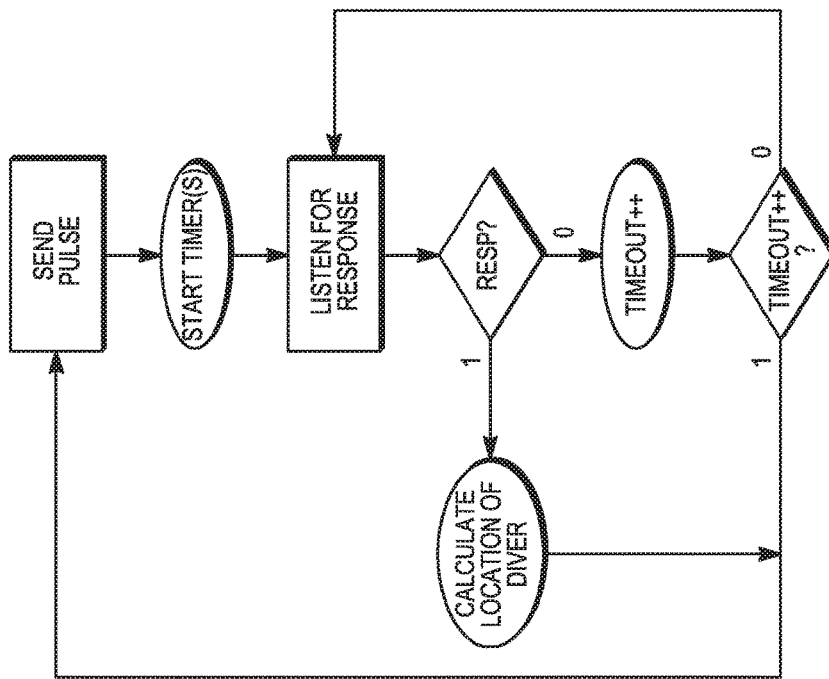 SEND
PULSE
START TIMER(S)
LISTEN FOR
RESPONSE
RESP?
1
0
CALCULATE
LOCATION OF
DIVER
TIMEOUT++
TIMEOUT++
?
1
0